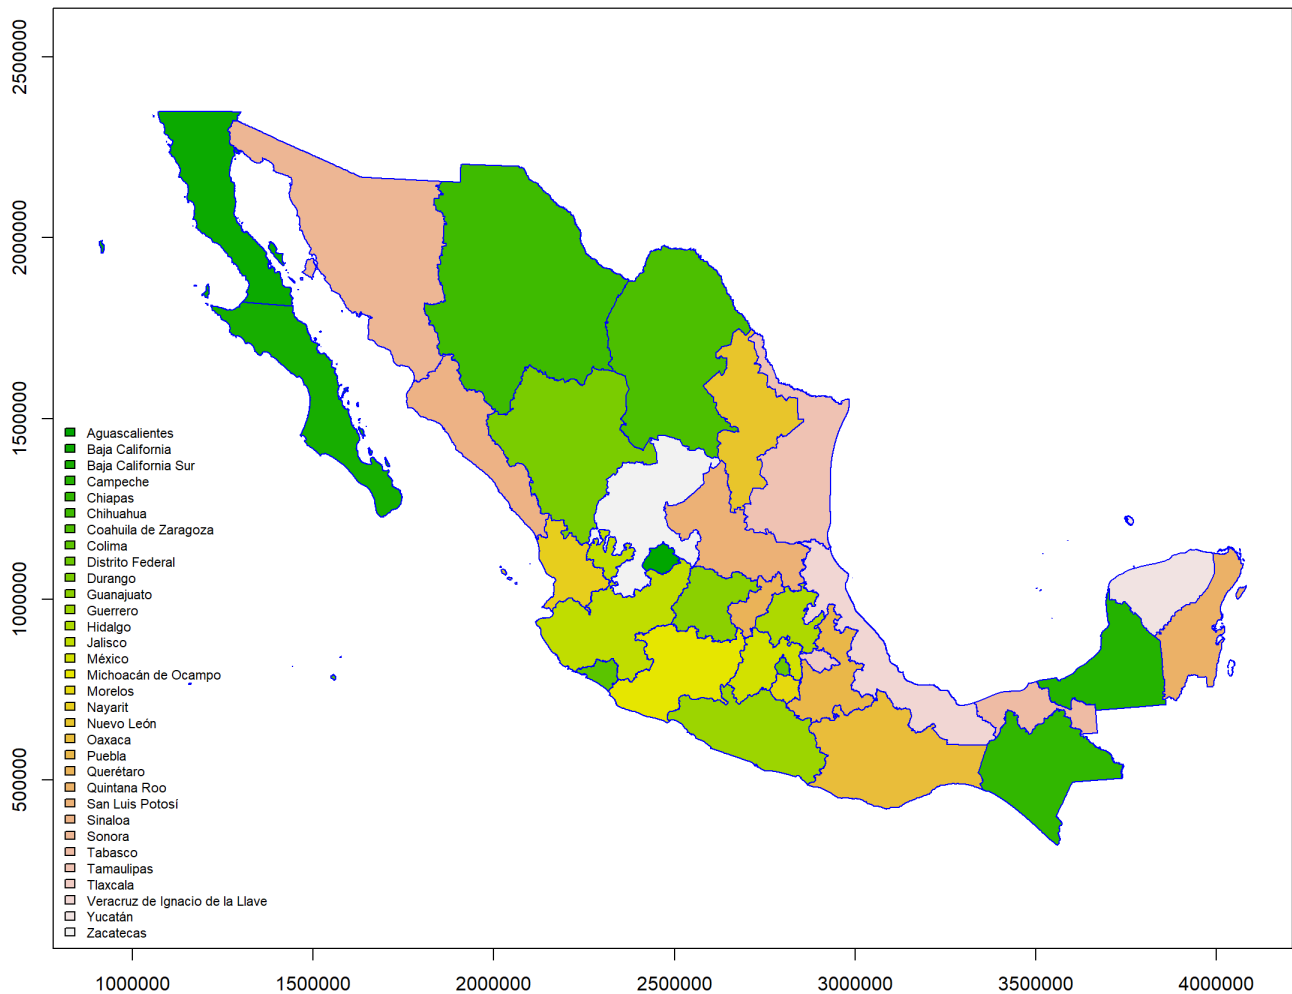 2500000
2000000
1500000
1000000
500000
Aguascalientes
Baja California
Baja California Sur
Campeche
Chiapas
Chihuahua
Coahuila de Zaragoza
Colima
Distrito Federal
Durango
Guanajuato
Guerrero
Hidalgo
Jalisco
México
Michoacán de Ocampo
Morelos
Nayarit
Nuevo León
Oaxaca
Puebla
Querétaro
Quintana Roo
San Luis Potosí
Sinaloa
Sonora
Tabasco
Tamaulipas
Tlaxcala
Veracruz de Ignacio de la Llave
Yucatán
Zacatecas
1000000 1500000 2000000 2500000 3000000 3500000 4000000